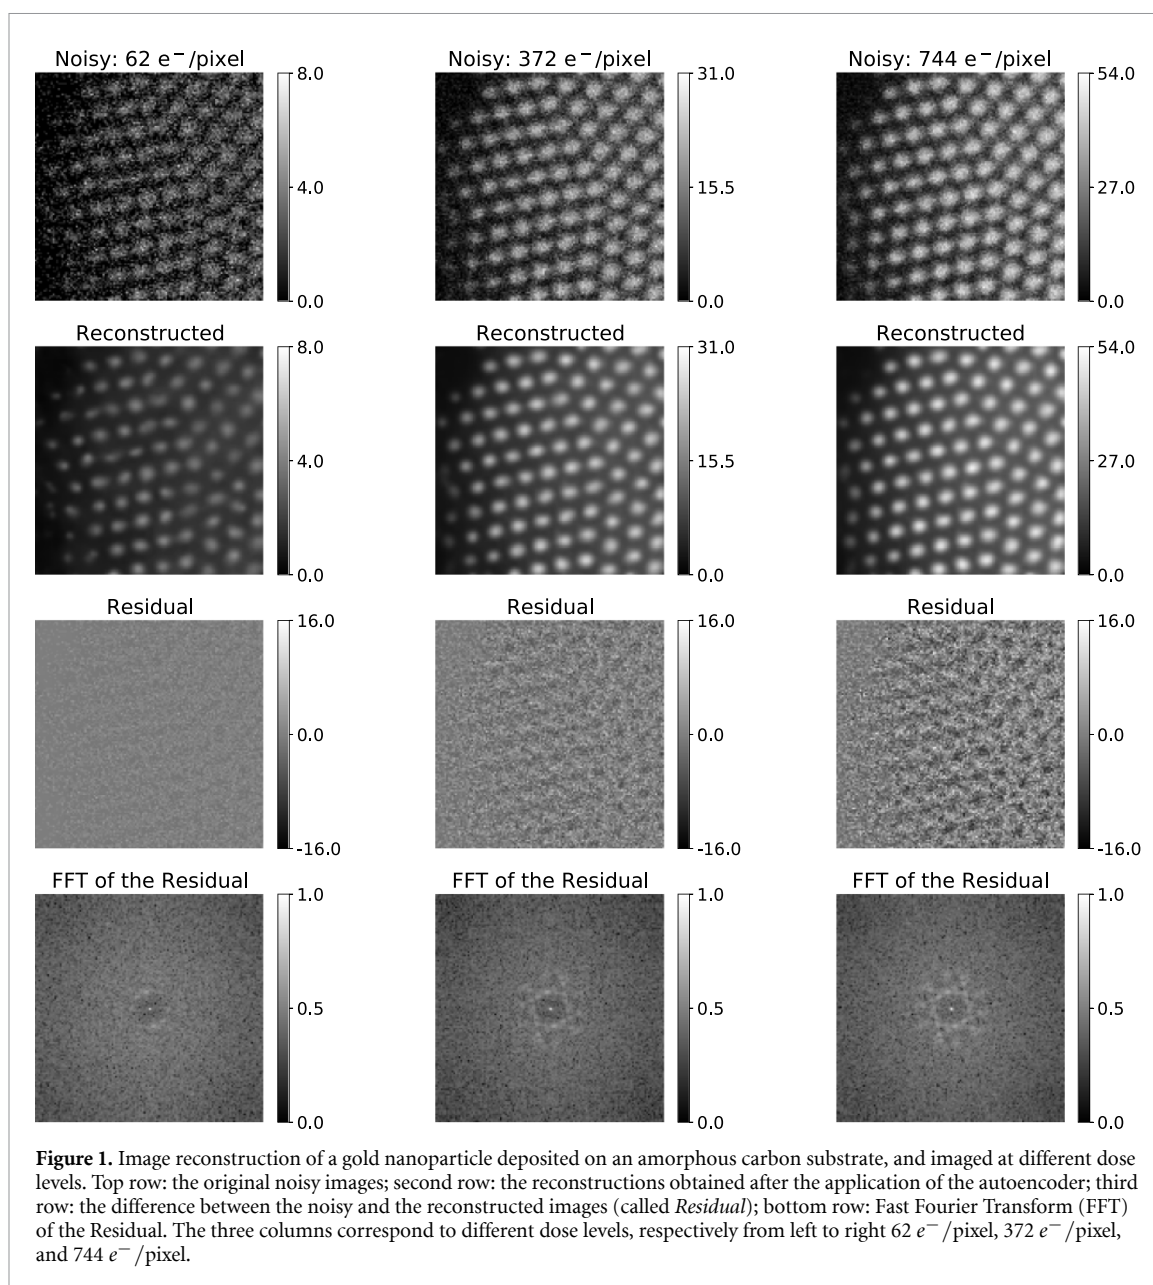 Noisy: 62 e⁻/pixel Noisy: 372 e⁻/pixel Noisy: 744 e⁻/pixel
8.0 31.0 54.0
4.0 15.5 27.0
0.0 0.0 0.0
Reconstructed Reconstructed Reconstructed
8.0 31.0 54.0
4.0 15.5 27.0
0.0 0.0 0.0
Residual Residual Residual
16.0 16.0 16.0
0.0 0.0 0.0
-16.0 -16.0 -16.0
FFT of the Residual FFT of the Residual FFT of the Residual
1.0 1.0 1.0
0.5 0.5 0.5
0.0 0.0 0.0
Figure 1. Image reconstruction of a gold nanoparticle deposited on an amorphous carbon substrate, and imaged at different dose
levels. Top row: the original noisy images; second row: the reconstructions obtained after the application of the autoencoder; third
row: the difference between the noisy and the reconstructed images (called Residual); bottom row: Fast Fourier Transform (FFT)
of the Residual. The three columns correspond to different dose levels, respectively from left to right 62 e⁻/pixel, 372 e⁻/pixel,
and 744 e⁻/pixel.